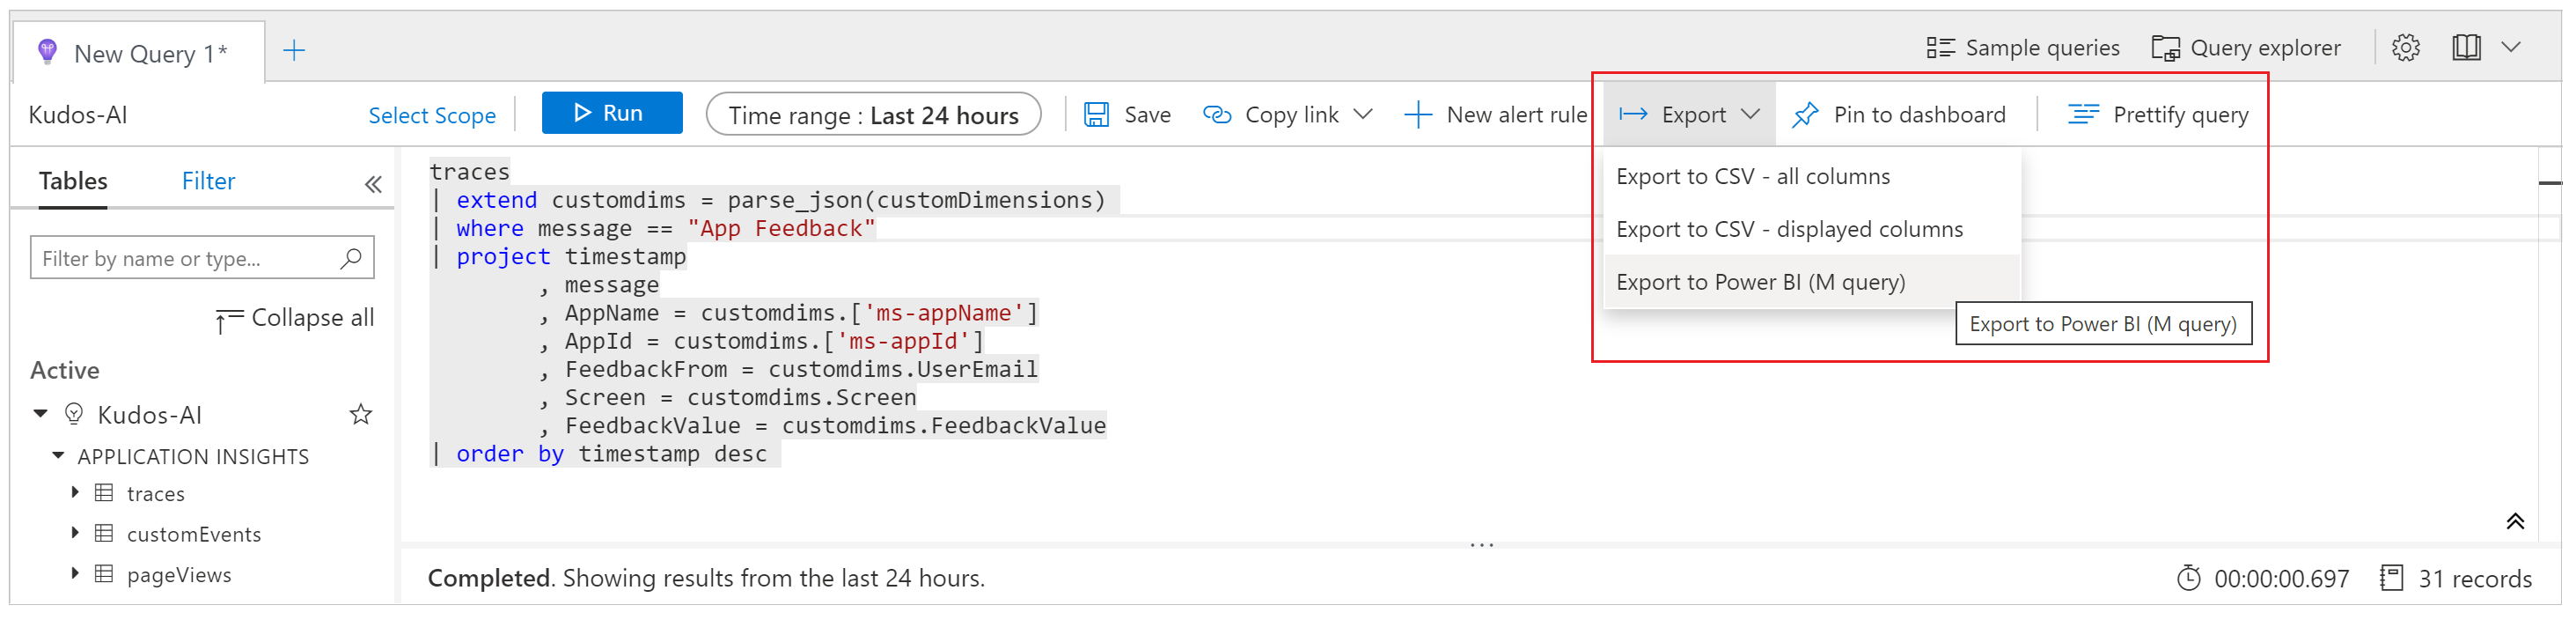 New Query 1*
Sample queries
Query explorer
Kudos-AI
Select Scope
Run
Time range : Last 24 hours
Save
Copy link
New alert rule
Export
Pin to dashboard
Prettify query
Tables
Filter
Filter by name or type...
Collapse all
Active
Kudos-AI
APPLICATION INSIGHTS
traces
customEvents
pageViews
traces
| extend customdims = parse_json(customDimensions)
| where message == "App Feedback"
| project timestamp
, message
, AppName = customdims.['ms-appName']
, AppId = customdims.['ms-appId']
, FeedbackFrom = customdims.UserEmail
, Screen = customdims.Screen
, FeedbackValue = customdims.FeedbackValue
| order by timestamp desc
Export to CSV - all columns
Export to CSV - displayed columns
Export to Power BI (M query)
Export to Power BI (M query)
Completed. Showing results from the last 24 hours.
00:00:00.697
31 records